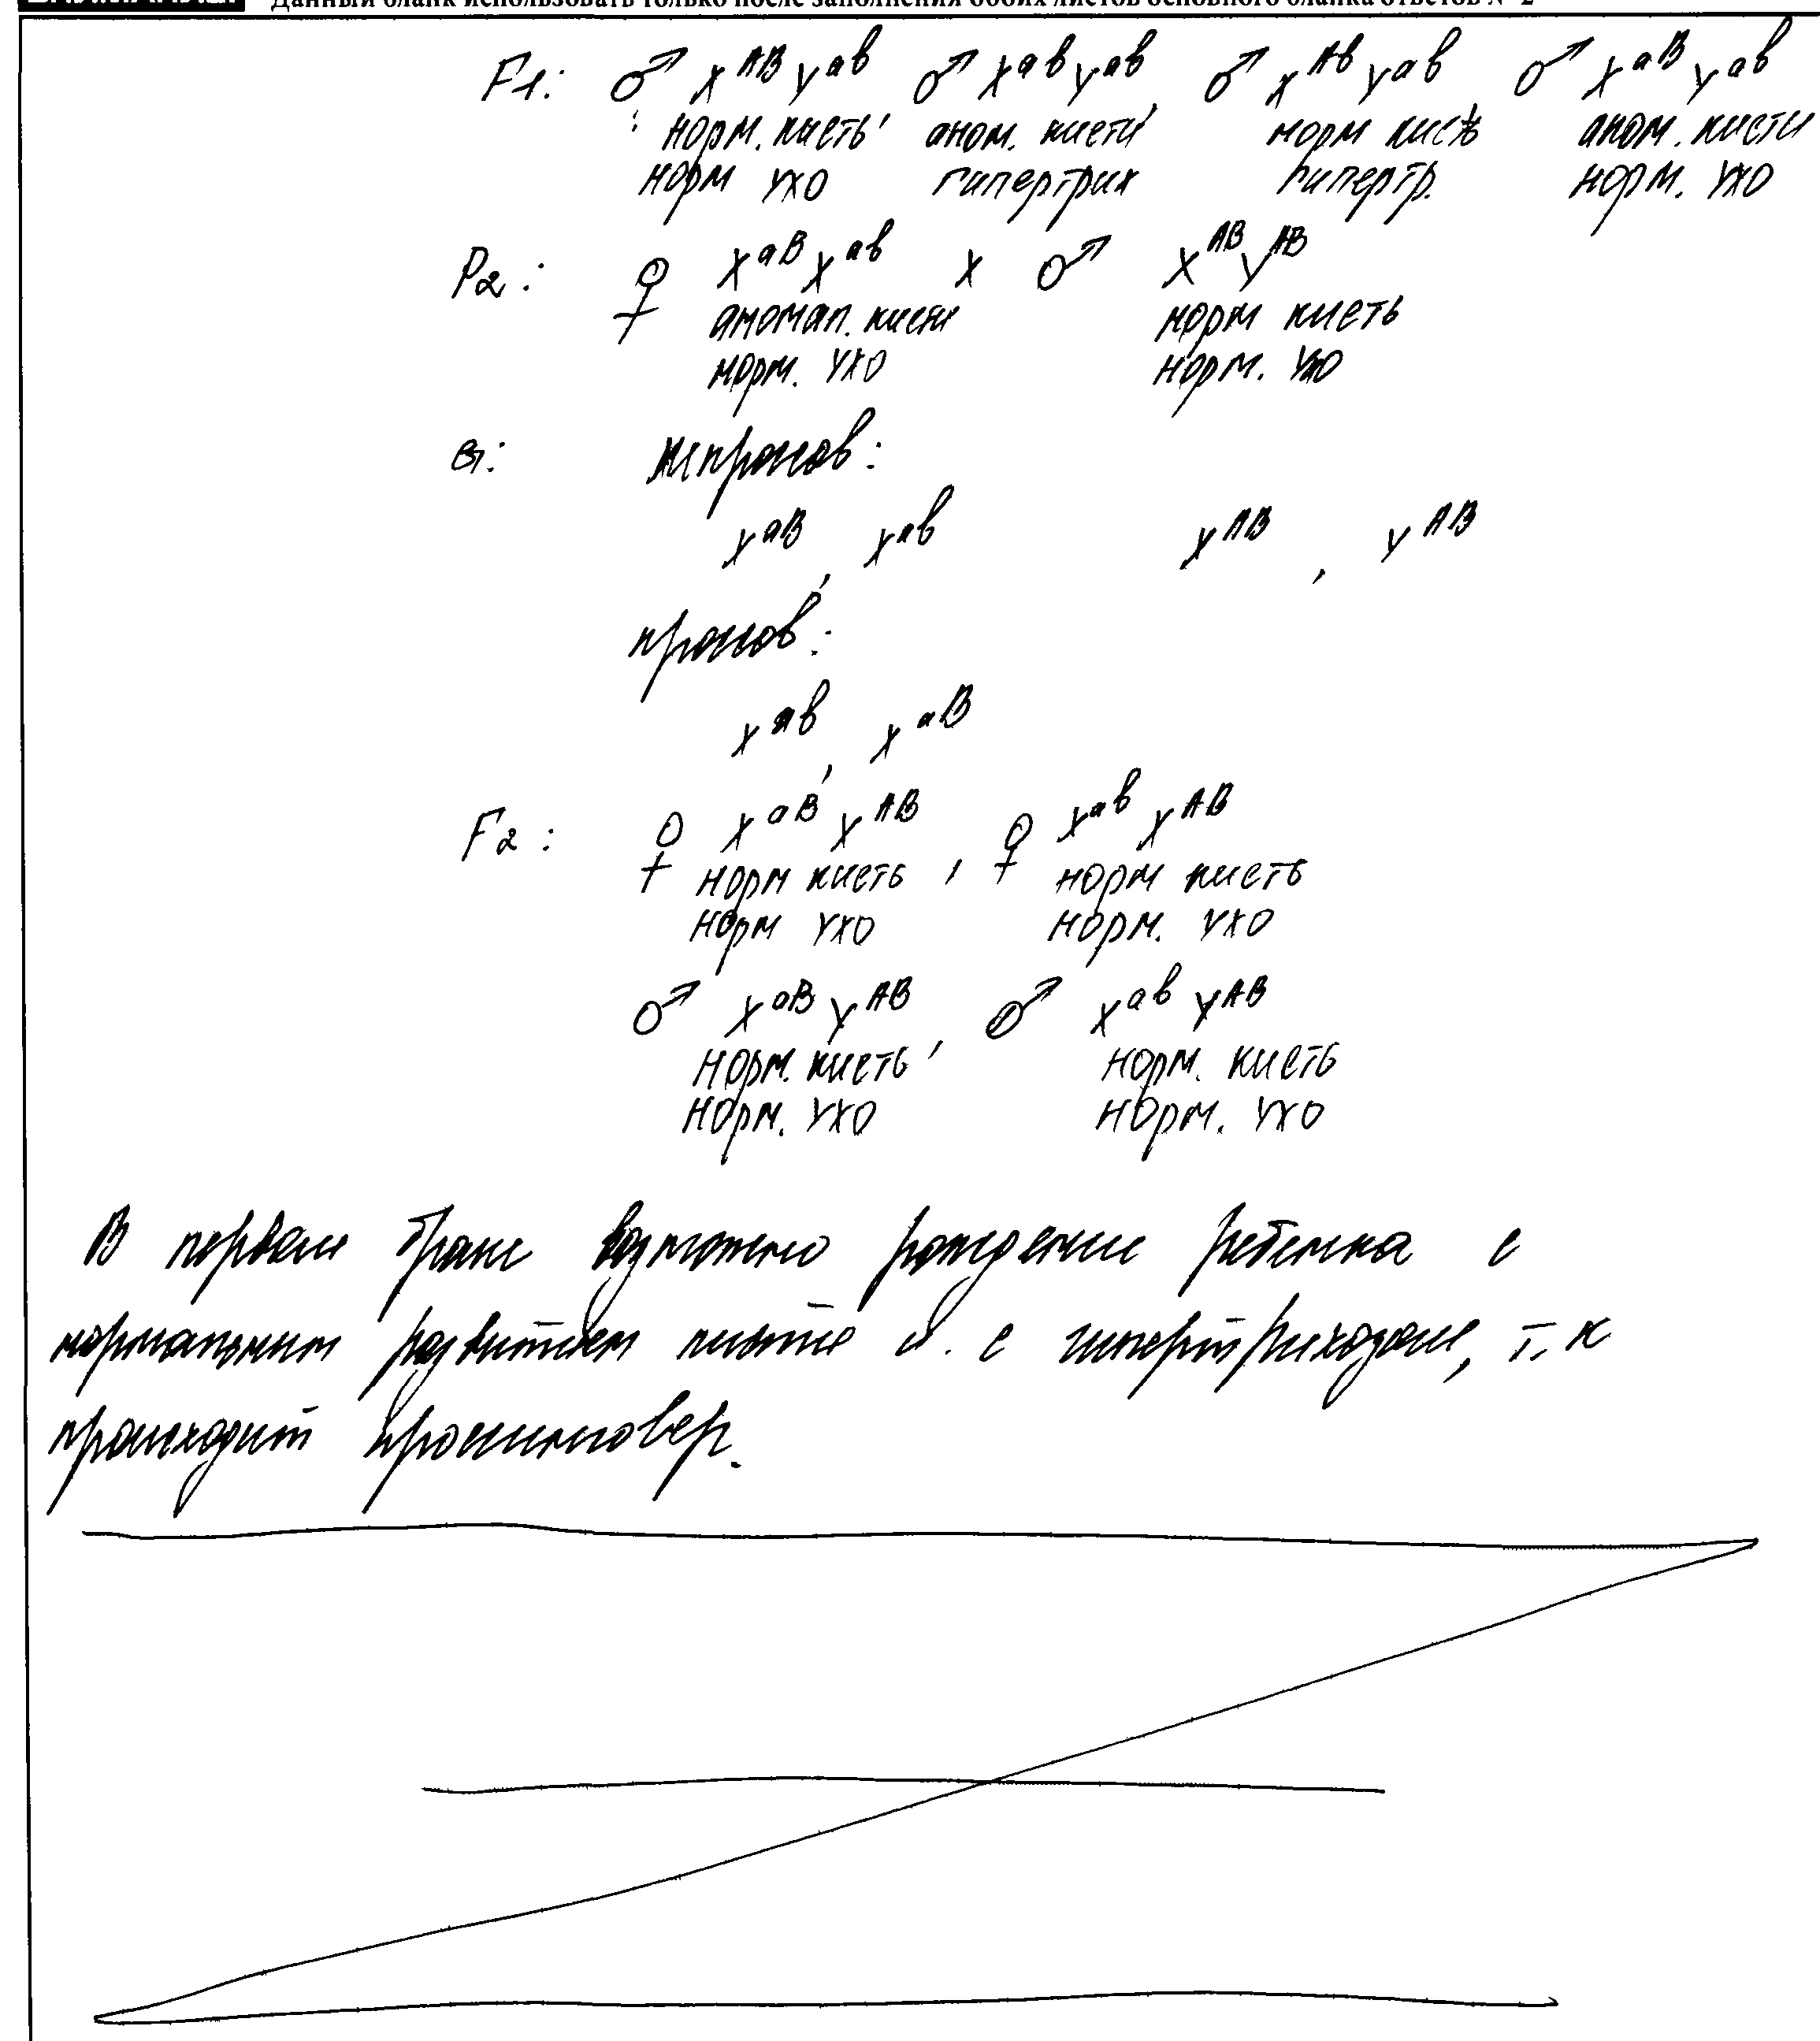 Данный бланк использовать только после заполнения обоих листов основного бланка ответов № 2
F1: ♂ X^AB Y^ab ♂ X^ab Y^ab, ♂ X^Ab Y^ab ♂ X^aB Y^ab
норм. кисть, аном. кисти норм кисть аном. кисти
норм ухо гипертрих гипертр. норм. ухо
P2: ♀ X^aB X^ab x ♂ X^AB Y^AB
аномал. кисти норм кисть
норм. ухо норм. ухо
G:
X^aB, X^ab X^AB, Y^AB
кросов:
X^ab, X^aB
F2: ♀ X^aB X^AB, ♀ X^ab X^AB
норм кисть, норм кисть
норм ухо норм. ухо
♂ X^aB Y^AB, ♂ X^ab Y^AB
норм. кисть, норм. кисть
норм. ухо норм. ухо
В первом браке возможно рождение ребенка с
нормальным развитием кисти и с гипертрихозом, т.к
происходит кроссинговер.